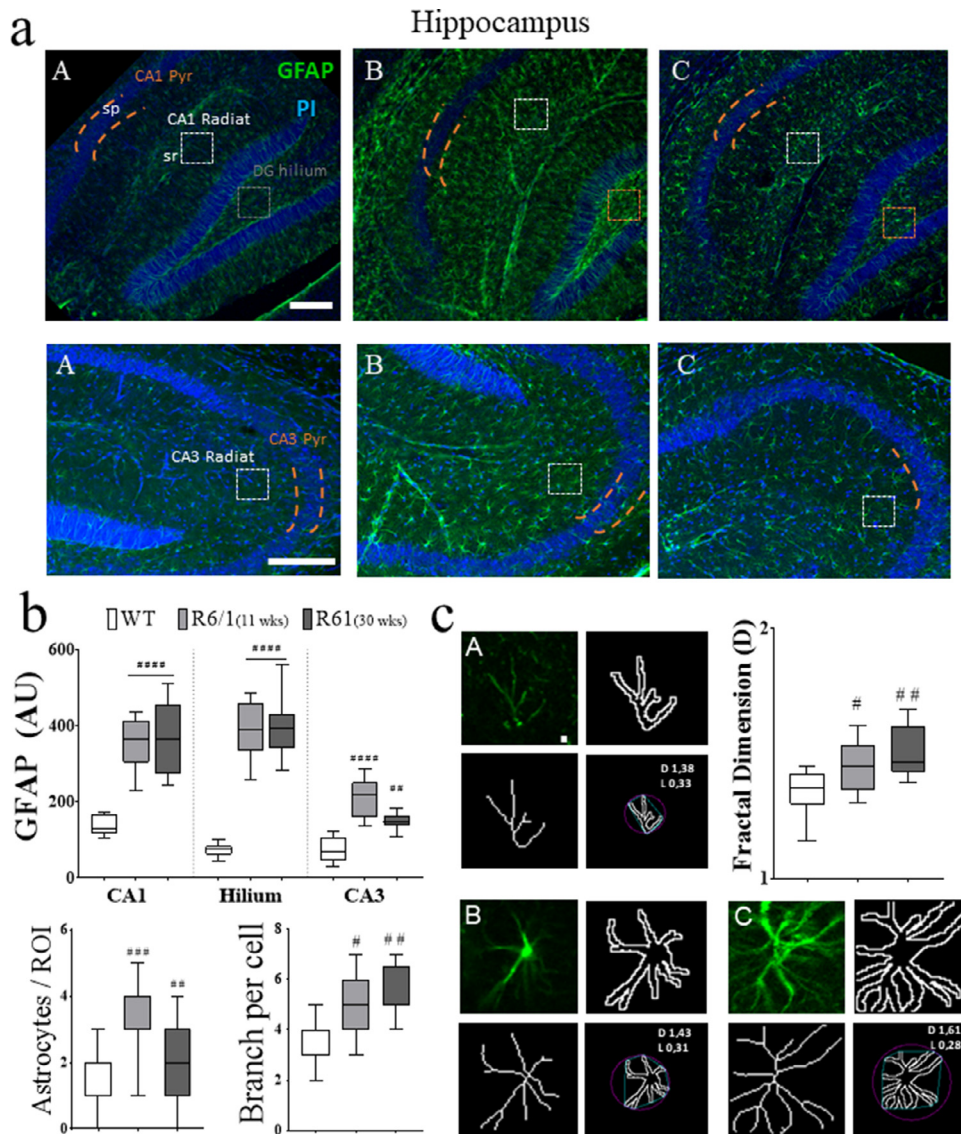 Hippocampus
a
A
CA1 Pyr
GFAP
sp
PI
CA1 Radiat
sr
DG hilium
B
C
A
CA3 Pyr
CA3 Radiat
B
C
b
WT
R6/1(11 wks)
R61(30 wks)
GFAP (AU)
600
400
200
0
####
####
####
##
CA1
Hilium
CA3
Astrocytes / ROI
6
4
2
0
###
##
Branch per cell
8
6
4
2
0
#
##
c
A
D 1,38
L 0,33
Fractal Dimension (D)
2
1
#
##
B
D 1,43
L 0,31
C
D 1,61
L 0,28